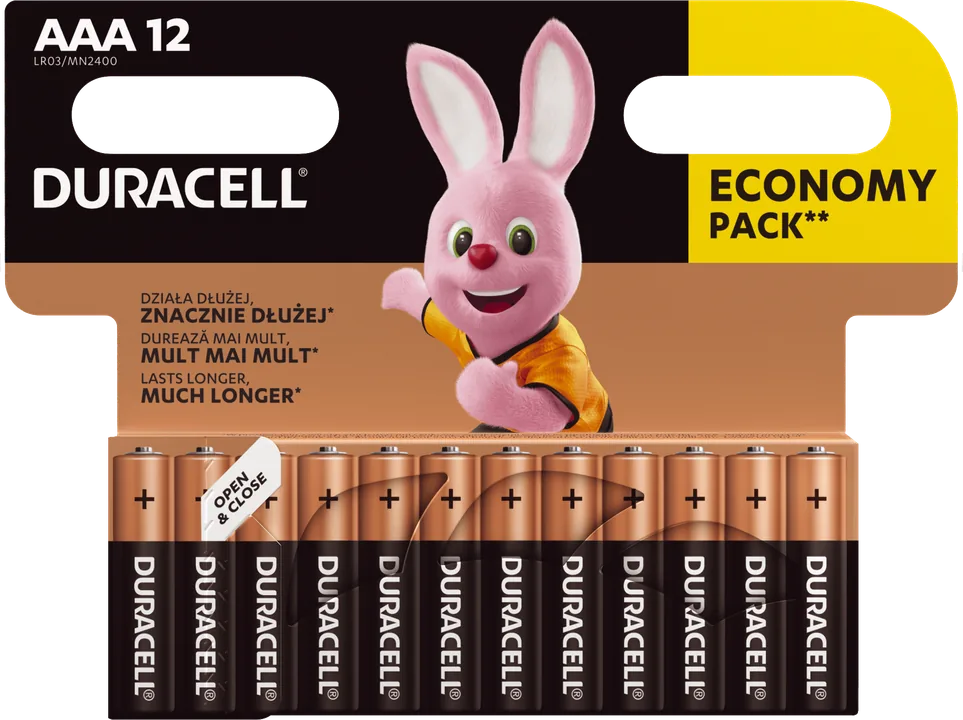 AAA 12
LR03/MN2400
DURACELL®
ECONOMY
PACK**
DZIAŁA DŁUŻEJ,
ZNACZNIE DŁUŻEJ*
DUREAZĂ MAI MULT,
MULT MAI MULT*
LASTS LONGER,
MUCH LONGER*
OPEN
& CLOSE
+ + + + + + + + + + + +
DURACELL®
DURACELL®
DURACELL®
DURACELL®
DURACELL®
DURACELL®
DURACELL®
DURACELL®
DURACELL®
DURACELL®
DURACELL®
DURACELL®